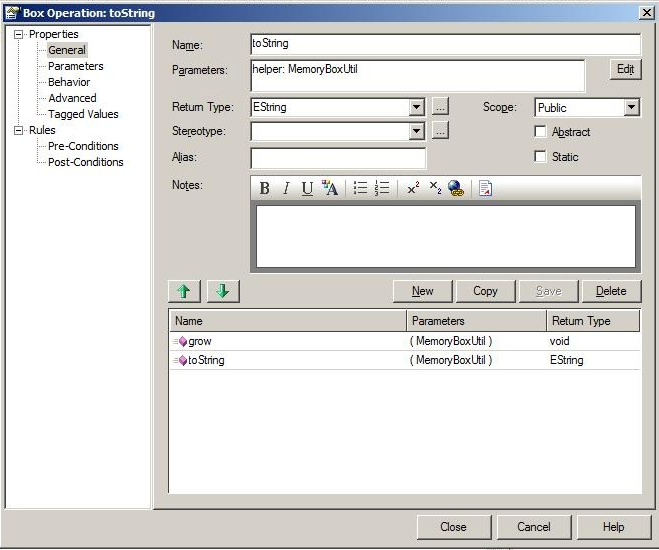 Box Operation: toString
Properties
General
Parameters
Behavior
Advanced
Tagged Values
Rules
Pre-Conditions
Post-Conditions
Name: toString
Parameters: helper: MemoryBoxUtil Edit
Return Type: EString ... Scope: Public
Stereotype: ... Abstract
Alias: Static
Notes: B I U A x² x₂
New Copy Save Delete
Name Parameters Return Type
grow ( MemoryBoxUtil ) void
toString ( MemoryBoxUtil ) EString
Close Cancel Help